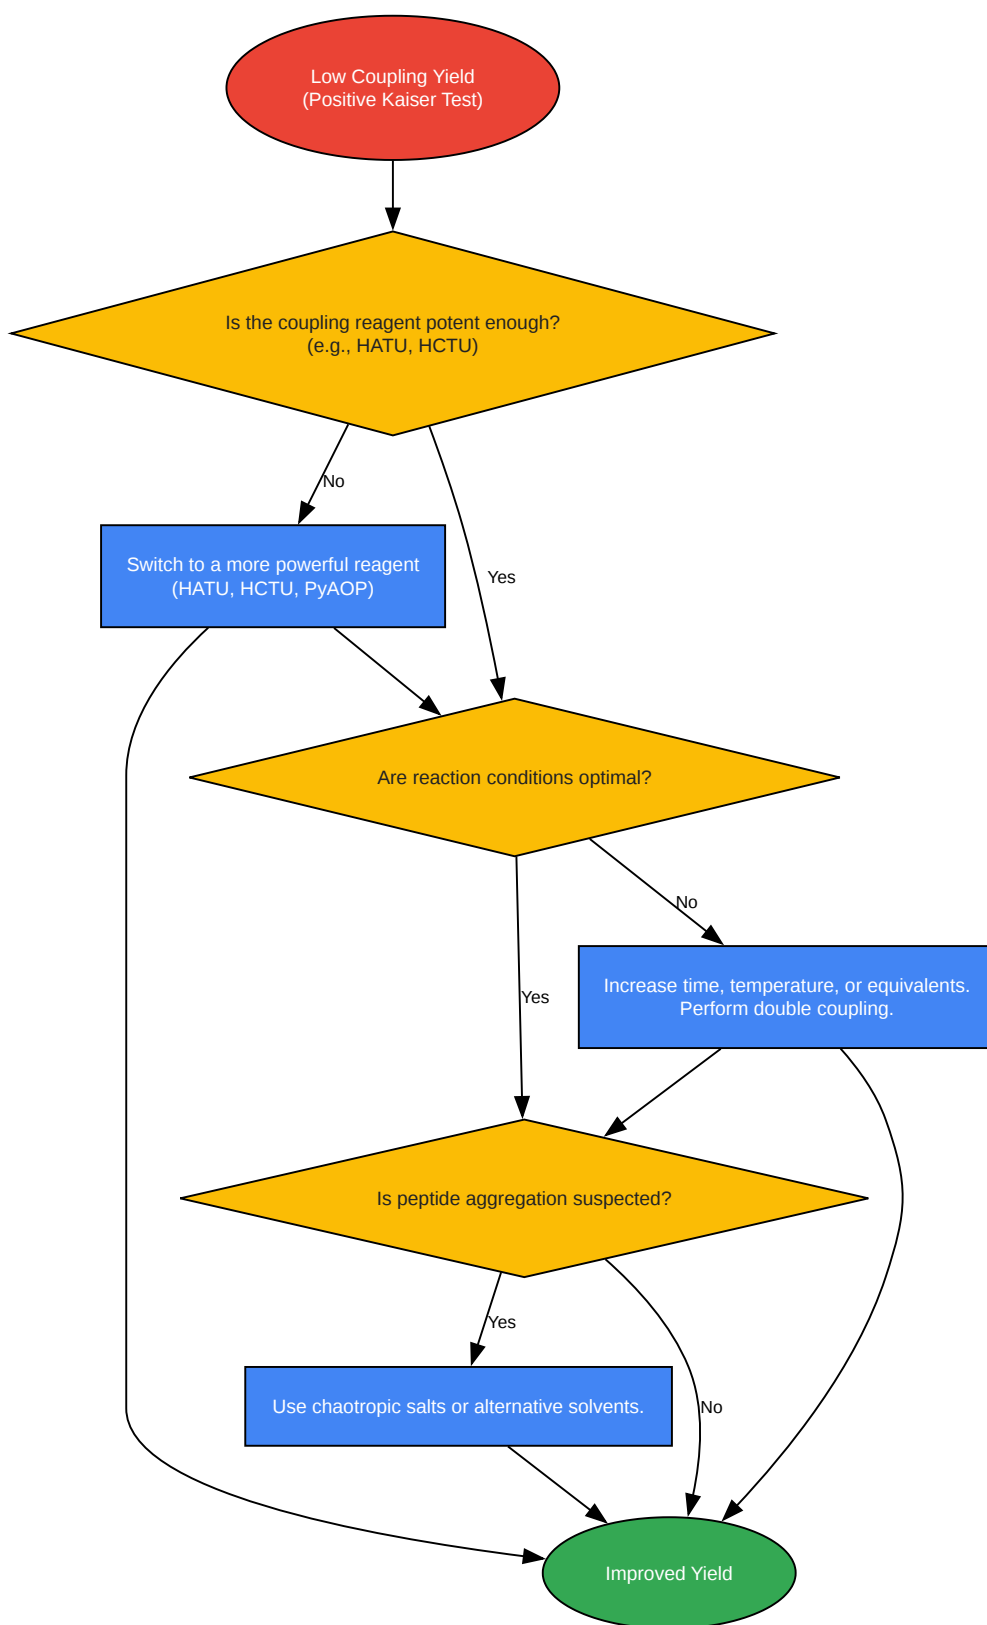 Low Coupling Yield
(Positive Kaiser Test)
Is the coupling reagent potent enough?
(e.g., HATU, HCTU)
No
Switch to a more powerful reagent
(HATU, HCTU, PyAOP)
Yes
Are reaction conditions optimal?
No
Increase time, temperature, or equivalents.
Perform double coupling.
Yes
Is peptide aggregation suspected?
Yes
Use chaotropic salts or alternative solvents.
No
Improved Yield